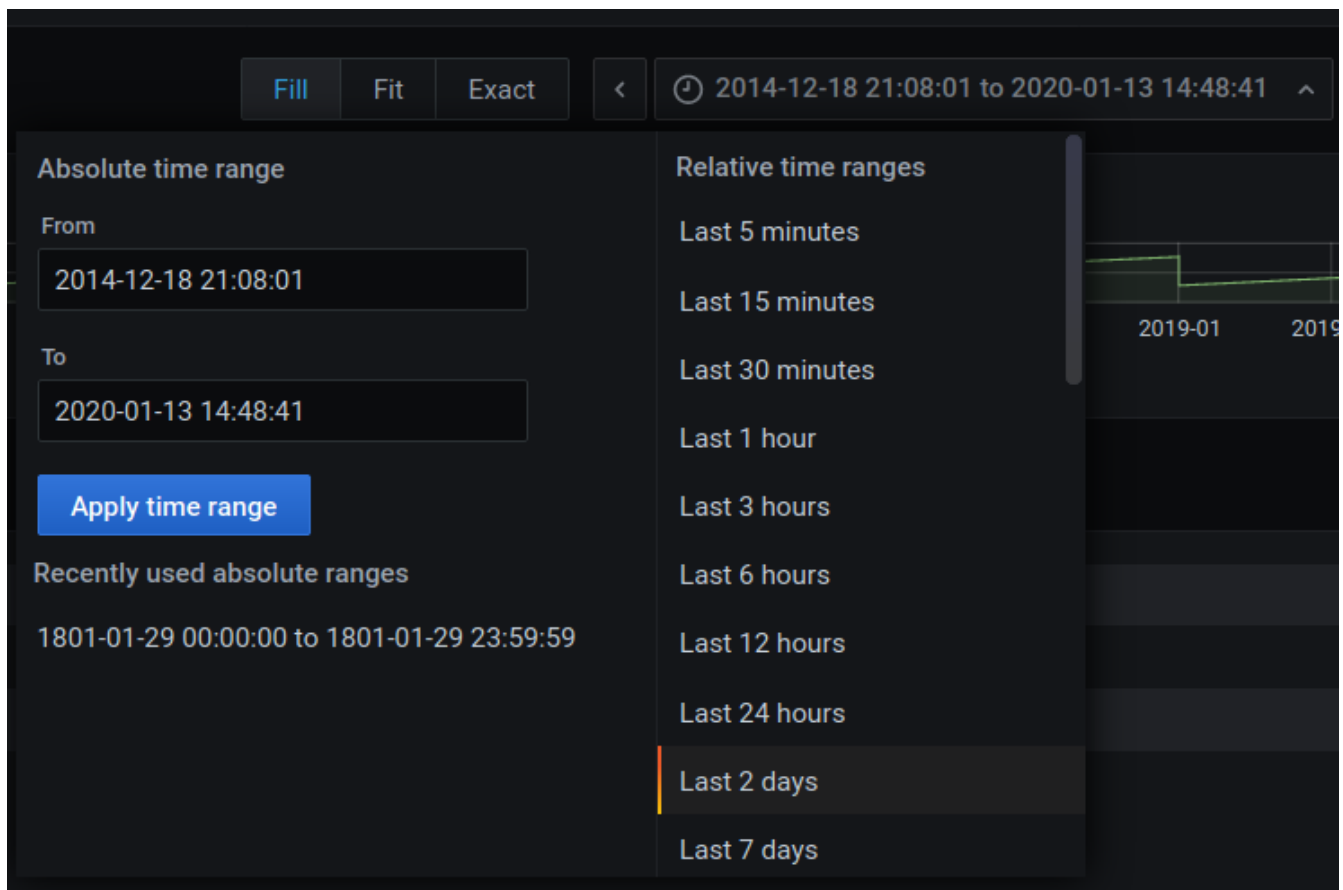 Fill Fit Exact < 2014-12-18 21:08:01 to 2020-01-13 14:48:41
Absolute time range
From
2014-12-18 21:08:01
To
2020-01-13 14:48:41
Apply time range
Recently used absolute ranges
1801-01-29 00:00:00 to 1801-01-29 23:59:59
Relative time ranges
Last 5 minutes
Last 15 minutes
Last 30 minutes
Last 1 hour
Last 3 hours
Last 6 hours
Last 12 hours
Last 24 hours
Last 2 days
Last 7 days
2019-01 2019